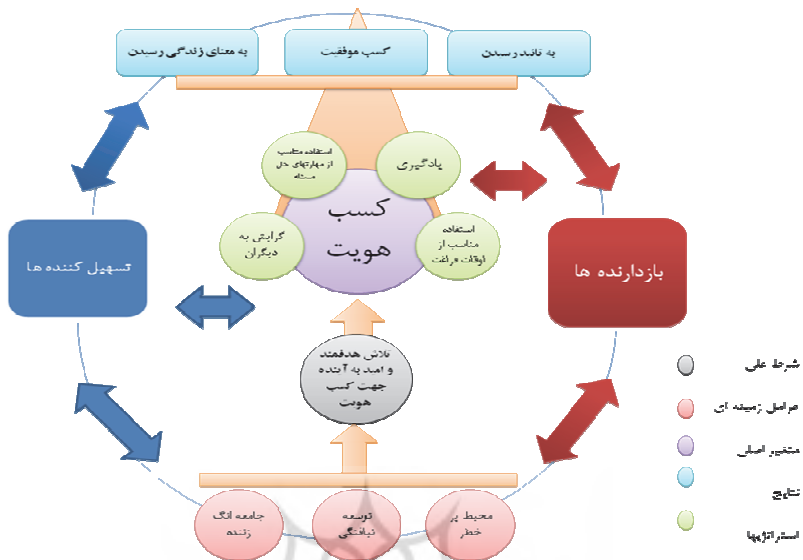 به تائید رسیدن
کسب موفقیت
به معنای زندگی رسیدن
یادگیری
استفاده مناسب
از مهارتهای حل
مسئله
کسب
هویت
استفاده
مناسب از
اوقات فراغت
گرایش به
دیگران
بازدارنده ها
تسهیل کننده ها
تلاش هدفمند
و امید به آینده
جهت کسب
هویت
محیط پر
خطر
توسعه
نیافتگی
جامعه انگ
زننده
شرط علی
عوامل زمینه ای
متغیر اصلی
نتایج
استراتژیها